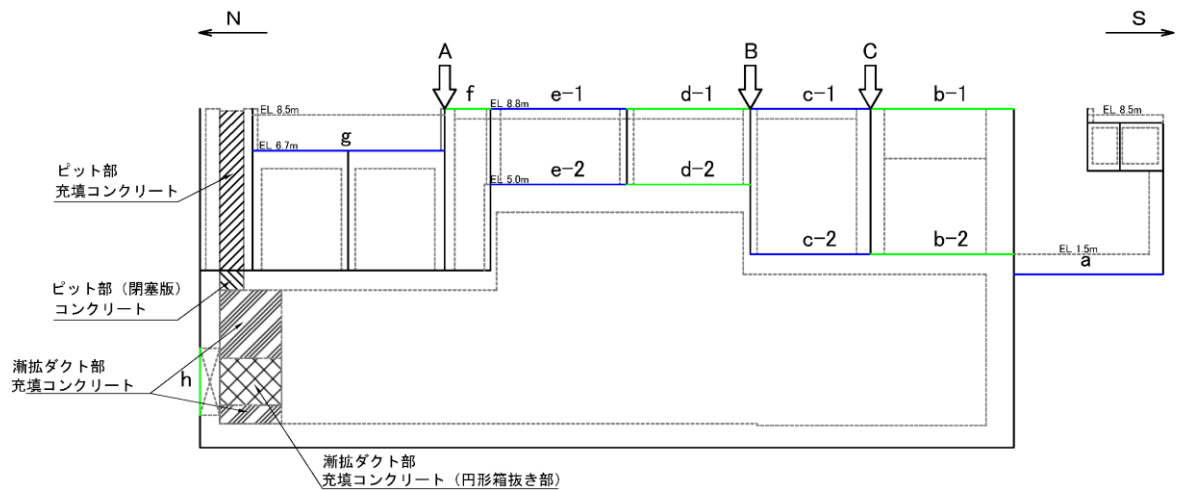 N
S
A
B
C
f
e-1
d-1
c-1
b-1
EL 8.5m
EL 8.8m
EL 8.5m
g
EL 6.7m
ピット部
充填コンクリート
e-2
d-2
EL 5.0m
c-2
b-2
EL 1.5m
a
ピット部（閉塞版）
コンクリート
漸拡ダクト部
充填コンクリート
h
漸拡ダクト部
充填コンクリート（円形箱抜き部）